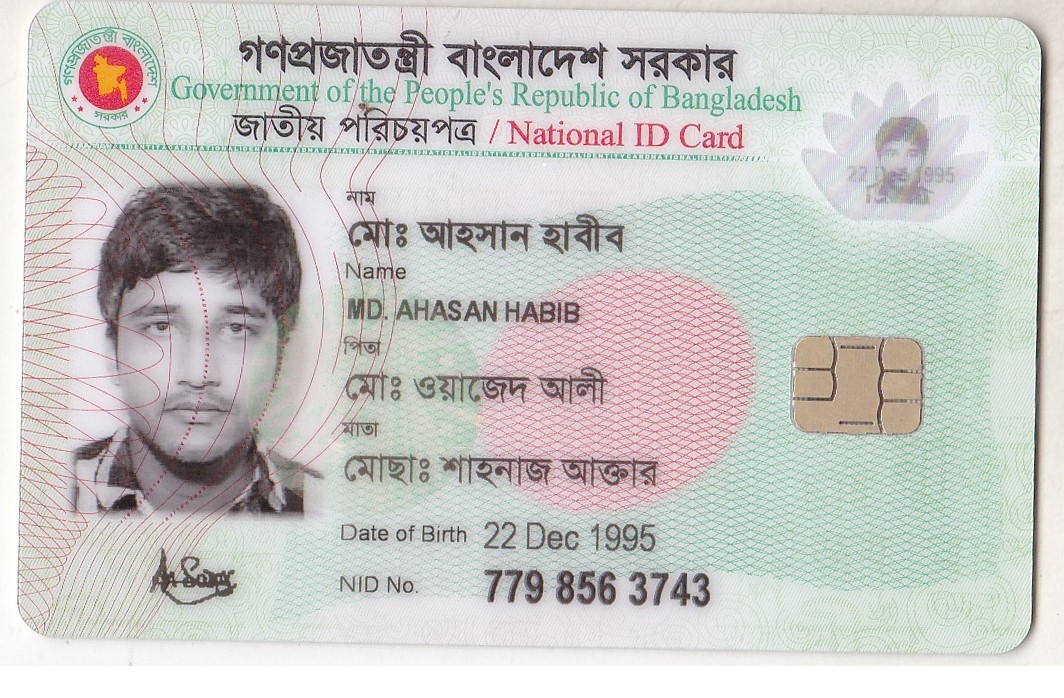 গণপ্রজাতন্ত্রী বাংলাদেশ
সরকার
গণপ্রজাতন্ত্রী বাংলাদেশ সরকার
Government of the People's Republic of Bangladesh
জাতীয় পরিচয়পত্র / National ID Card
22 Dec 1995
নাম
মোঃ আহসান হাবীব
Name
MD. AHASAN HABIB
পিতা
মোঃ ওয়াজেদ আলী
মাতা
মোছাঃ শাহনাজ আক্তার
Date of Birth 22 Dec 1995
NID No. 779 856 3743